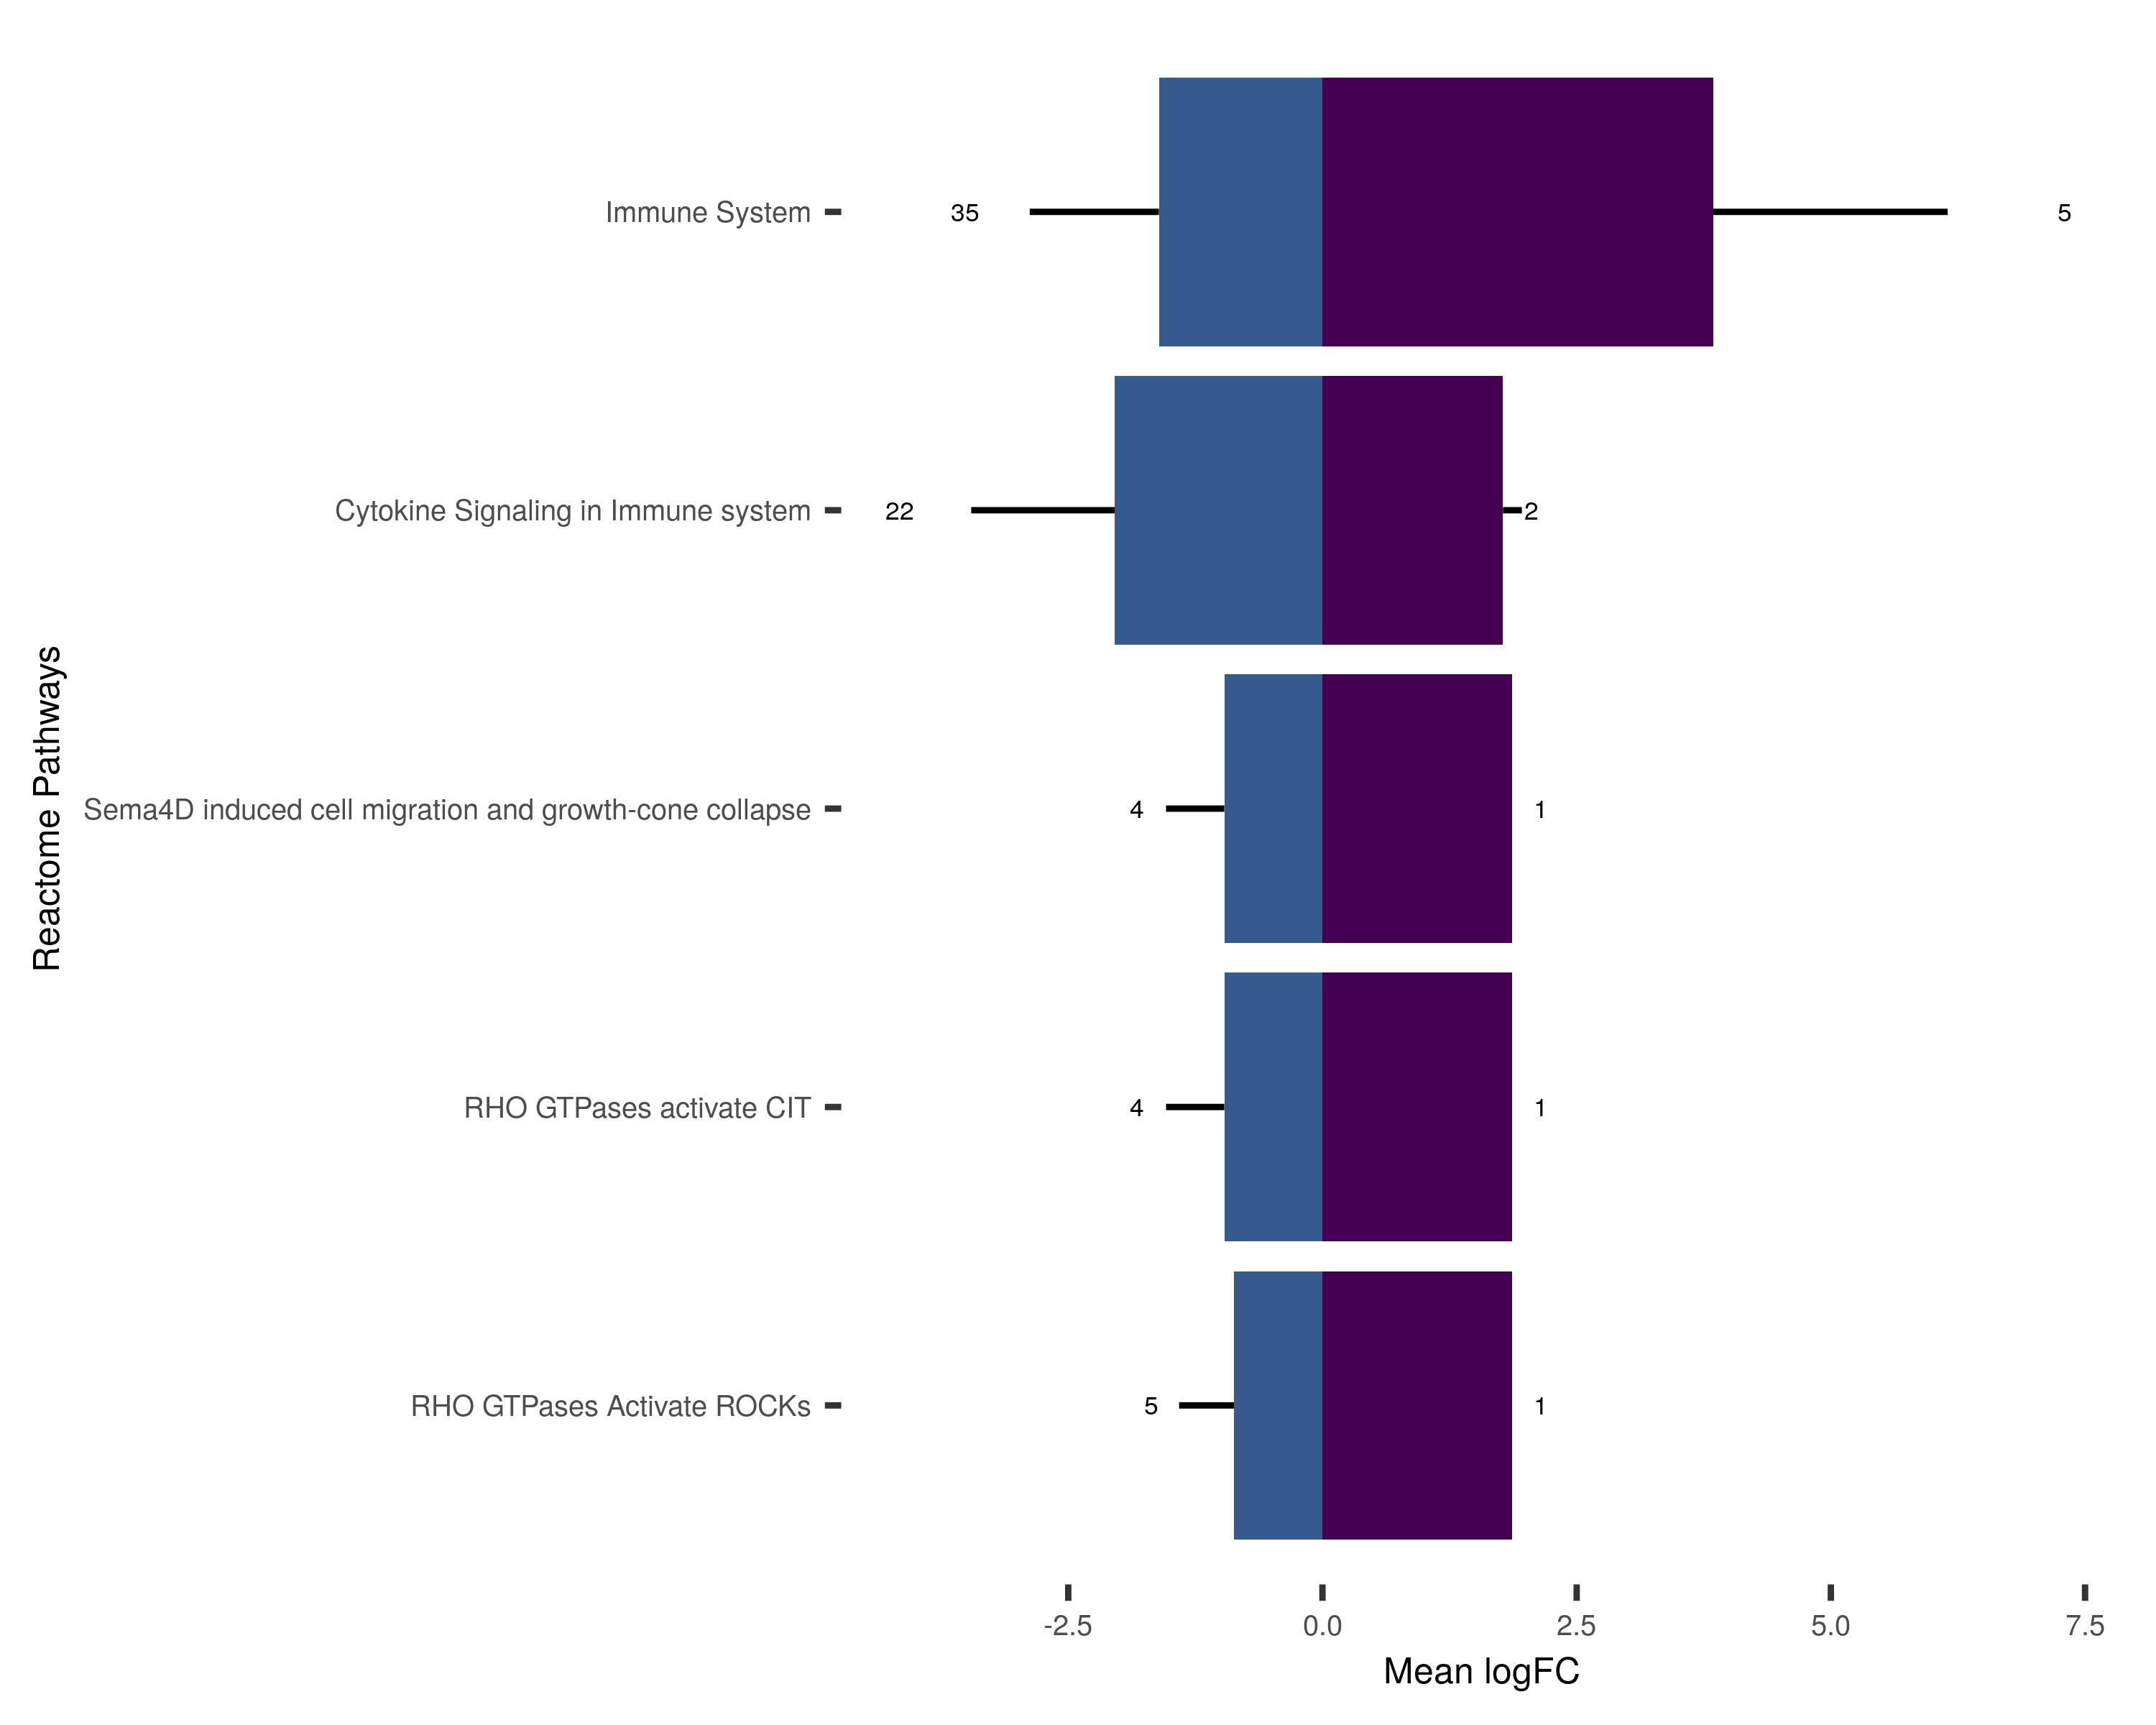 Reactome Pathways
Immune System 35 5
Cytokine Signaling in Immune system 22 2
Sema4D induced cell migration and growth-cone collapse 4 1
RHO GTPases activate CIT 4 1
RHO GTPases Activate ROCKs 5 1
-2.5 0.0 2.5 5.0 7.5
Mean logFC